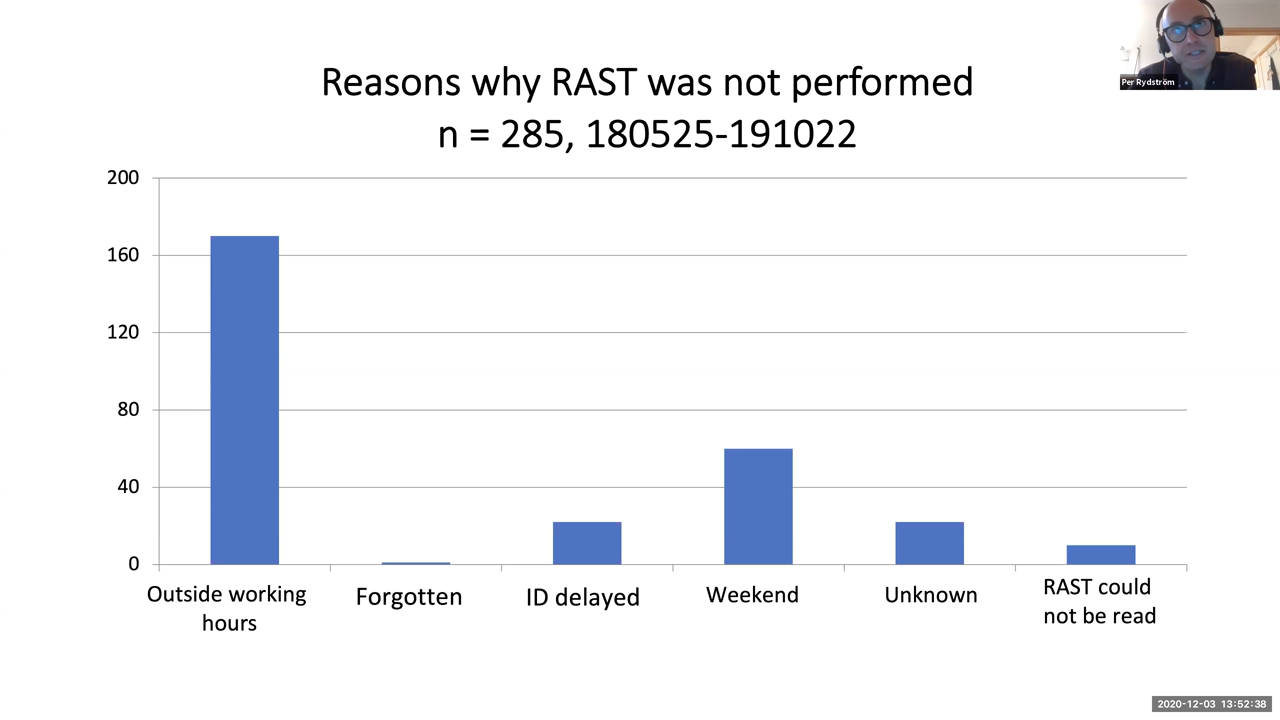 Per Rydström
Reasons why RAST was not performed
n = 285, 180525-191022
200
160
120
80
40
0
Outside working
hours
Forgotten
ID delayed
Weekend
Unknown
RAST could
not be read
2020-12-03 13:52:38